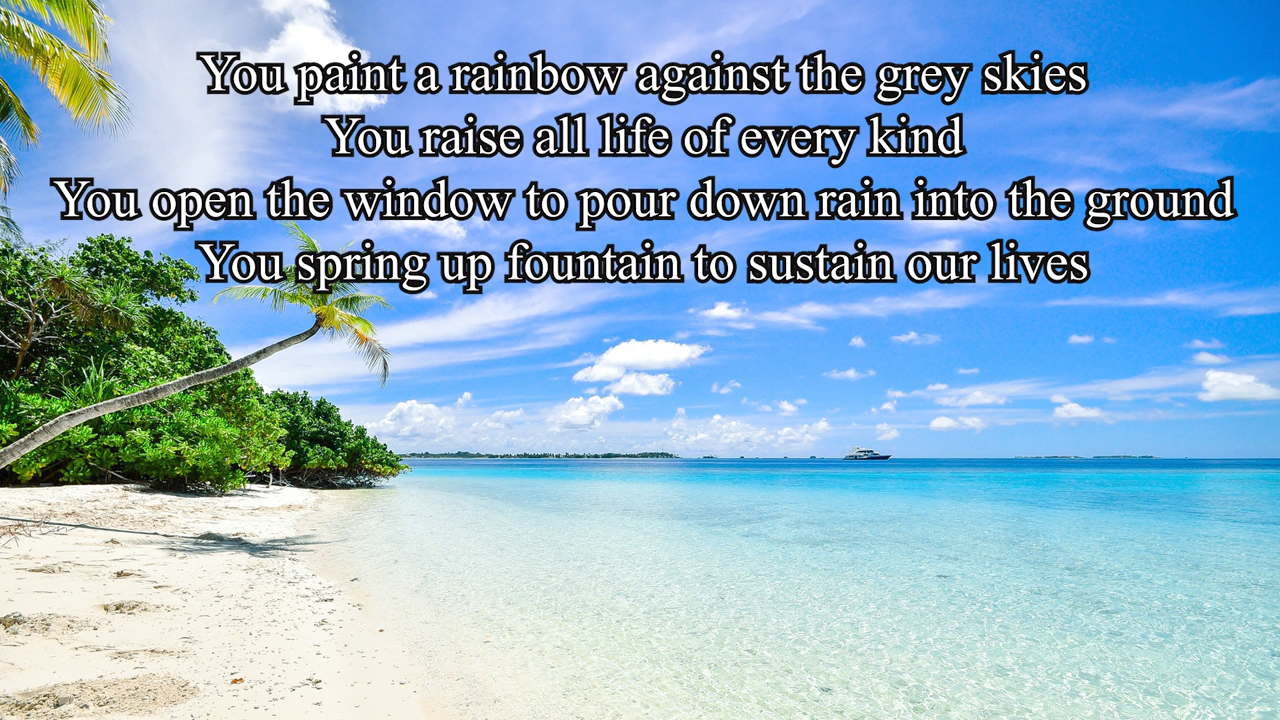 You paint a rainbow against the grey skies
You raise all life of every kind
You open the window to pour down rain into the ground
You spring up fountain to sustain our lives